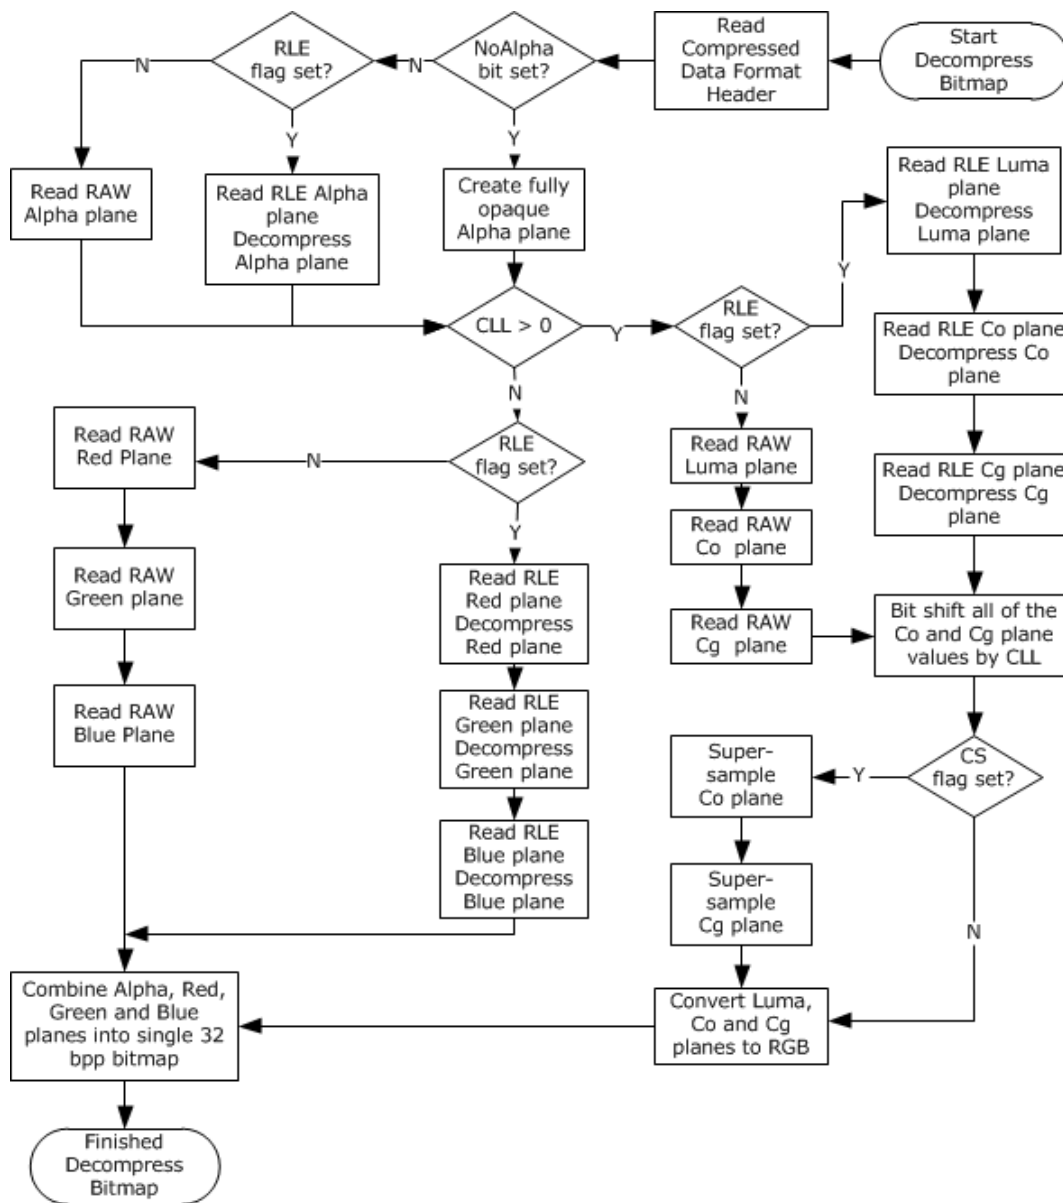 Start
Decompress
Bitmap
Read
Compressed
Data Format
Header
NoAlpha
bit set?
N
RLE
flag set?
N
Y
Y
Read RAW
Alpha plane
Read RLE Alpha
plane
Decompress
Alpha plane
Create fully
opaque
Alpha plane
CLL > 0
Y
RLE
flag set?
Y
Read RLE Luma
plane
Decompress
Luma plane
Read RLE Co plane
Decompress Co
plane
Read RLE Cg plane
Decompress Cg
plane
N
Read RAW
Luma plane
Read RAW
Co plane
Read RAW
Cg plane
Bit shift all of the
Co and Cg plane
values by CLL
N
RLE
flag set?
N
Read RAW
Red Plane
Read RAW
Green plane
Read RAW
Blue Plane
Y
Read RLE
Red plane
Decompress
Red plane
Read RLE
Green plane
Decompress
Green plane
Read RLE
Blue plane
Decompress
Blue plane
CS
flag set?
Y
Super-
sample
Co plane
Super-
sample
Cg plane
N
Convert Luma,
Co and Cg
planes to RGB
Combine Alpha, Red,
Green and Blue
planes into single 32
bpp bitmap
Finished
Decompress
Bitmap